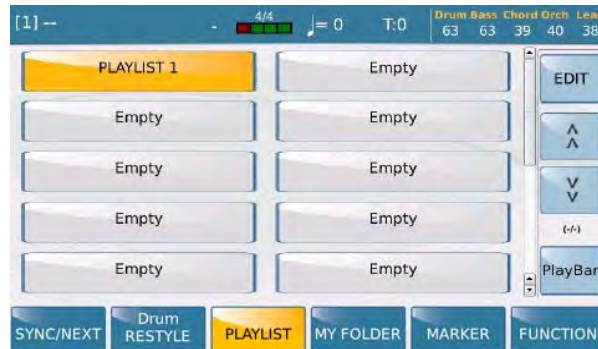 [1] -- - 4/4 ♩= 0 T:0 Drum Bass Chord Orch Lea
63 63 39 40 38
PLAYLIST 1 Empty
EDIT
Empty Empty
Empty Empty
Empty Empty
(-/-)
Empty Empty
PlayBar
SYNC/NEXT Drum RESTYLE PLAYLIST MY FOLDER MARKER FUNCTION